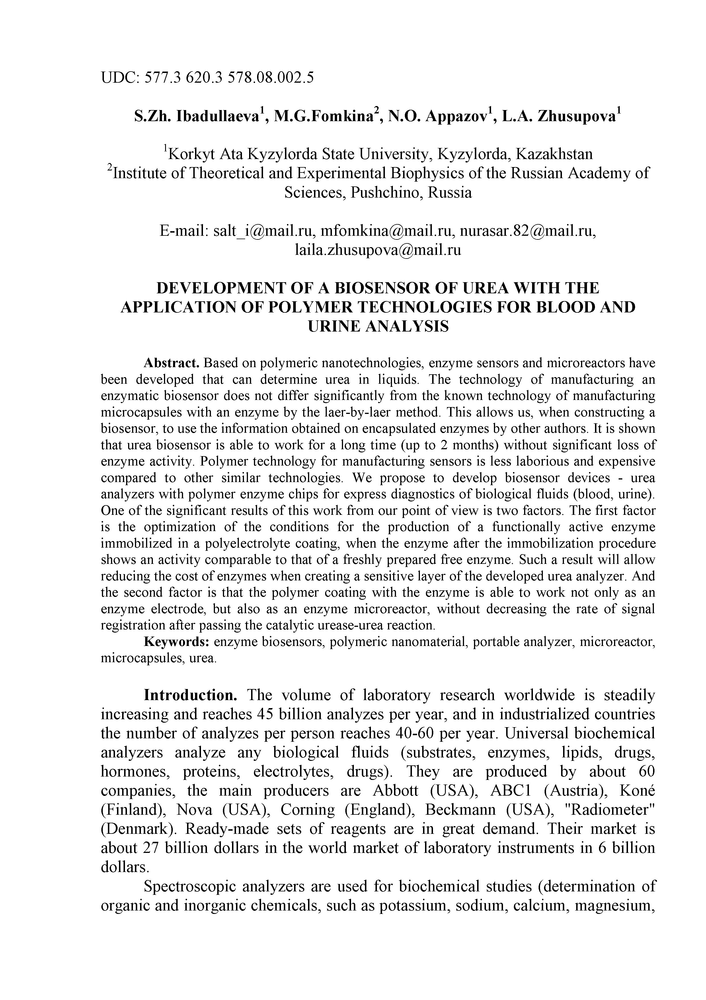 UDC: 577.3 620.3 578.08.002.5
S.Zh. Ibadullaeva¹, M.G.Fomkina², N.O. Appazov¹, L.A. Zhusupova¹
¹Korkyt Ata Kyzylorda State University, Kyzylorda, Kazakhstan
²Institute of Theoretical and Experimental Biophysics of the Russian Academy of
Sciences, Pushchino, Russia
E-mail: salt_i@mail.ru, mfomkina@mail.ru, nurasar.82@mail.ru,
laila.zhusupova@mail.ru
DEVELOPMENT OF A BIOSENSOR OF UREA WITH THE
APPLICATION OF POLYMER TECHNOLOGIES FOR BLOOD AND
URINE ANALYSIS
Abstract. Based on polymeric nanotechnologies, enzyme sensors and microreactors have
been developed that can determine urea in liquids. The technology of manufacturing an
enzymatic biosensor does not differ significantly from the known technology of manufacturing
microcapsules with an enzyme by the laer-by-laer method. This allows us, when constructing a
biosensor, to use the information obtained on encapsulated enzymes by other authors. It is shown
that urea biosensor is able to work for a long time (up to 2 months) without significant loss of
enzyme activity. Polymer technology for manufacturing sensors is less laborious and expensive
compared to other similar technologies. We propose to develop biosensor devices - urea
analyzers with polymer enzyme chips for express diagnostics of biological fluids (blood, urine).
One of the significant results of this work from our point of view is two factors. The first factor
is the optimization of the conditions for the production of a functionally active enzyme
immobilized in a polyelectrolyte coating, when the enzyme after the immobilization procedure
shows an activity comparable to that of a freshly prepared free enzyme. Such a result will allow
reducing the cost of enzymes when creating a sensitive layer of the developed urea analyzer. And
the second factor is that the polymer coating with the enzyme is able to work not only as an
enzyme electrode, but also as an enzyme microreactor, without decreasing the rate of signal
registration after passing the catalytic urease-urea reaction.
Keywords: enzyme biosensors, polymeric nanomaterial, portable analyzer, microreactor,
microcapsules, urea.
Introduction. The volume of laboratory research worldwide is steadily
increasing and reaches 45 billion analyzes per year, and in industrialized countries
the number of analyzes per person reaches 40-60 per year. Universal biochemical
analyzers analyze any biological fluids (substrates, enzymes, lipids, drugs,
hormones, proteins, electrolytes, drugs). They are produced by about 60
companies, the main producers are Abbott (USA), ABC1 (Austria), Koné
(Finland), Nova (USA), Corning (England), Beckmann (USA), "Radiometer"
(Denmark). Ready-made sets of reagents are in great demand. Their market is
about 27 billion dollars in the world market of laboratory instruments in 6 billion
dollars.
Spectroscopic analyzers are used for biochemical studies (determination of
organic and inorganic chemicals, such as potassium, sodium, calcium, magnesium,